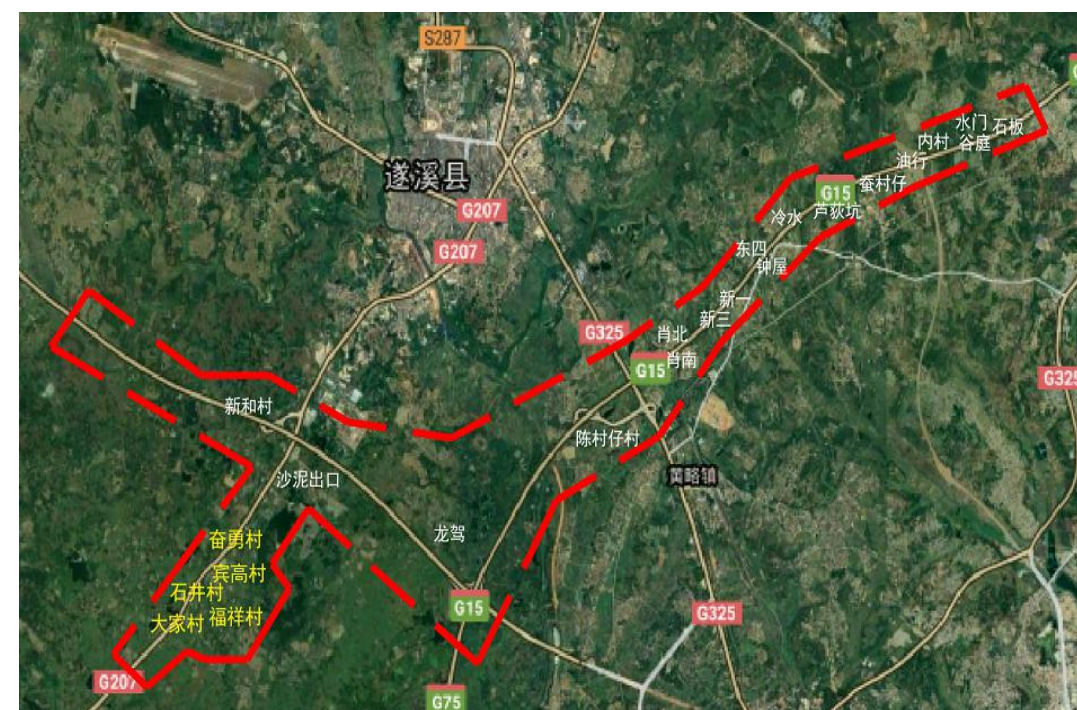 S287
水门
石板
内村
谷庭
油行
遂溪县
蚕村仔
G15
G207
芦荻坑
冷水
东四
G207
钟屋
新一
新三
G325
肖北
肖南
G15
G325
新和村
陈村仔村
黄略镇
沙泥出口
龙驾
奋勇村
宾高村
石井村
G15
G325
福祥村
大家村
G207
G75